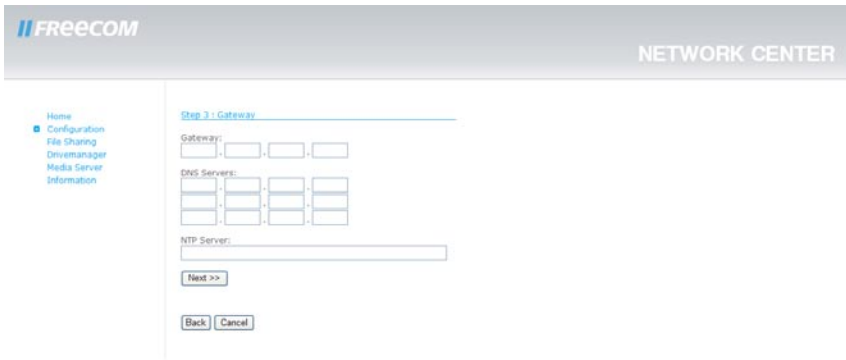 FReeCOM
NETWORK CENTER
Home
Configuration
File Sharing
Drivemanager
Media Server
Information
Step 3 : Gateway
Gateway:
. . .
DNS Servers:
. . .
. . .
. . .
NTP Server:
Next >>
Back Cancel